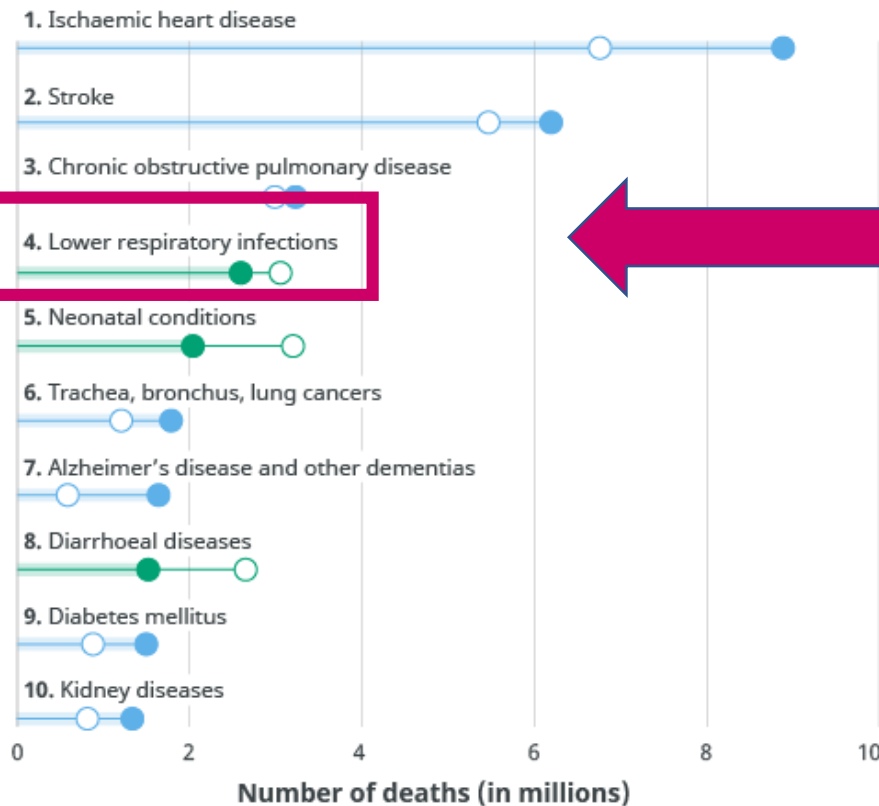 1. Ischaemic heart disease
2. Stroke
3. Chronic obstructive pulmonary disease
4. Lower respiratory infections
5. Neonatal conditions
6. Trachea, bronchus, lung cancers
7. Alzheimer's disease and other dementias
8. Diarrhoeal diseases
9. Diabetes mellitus
10. Kidney diseases
0 2 4 6 8 10
Number of deaths (in millions)